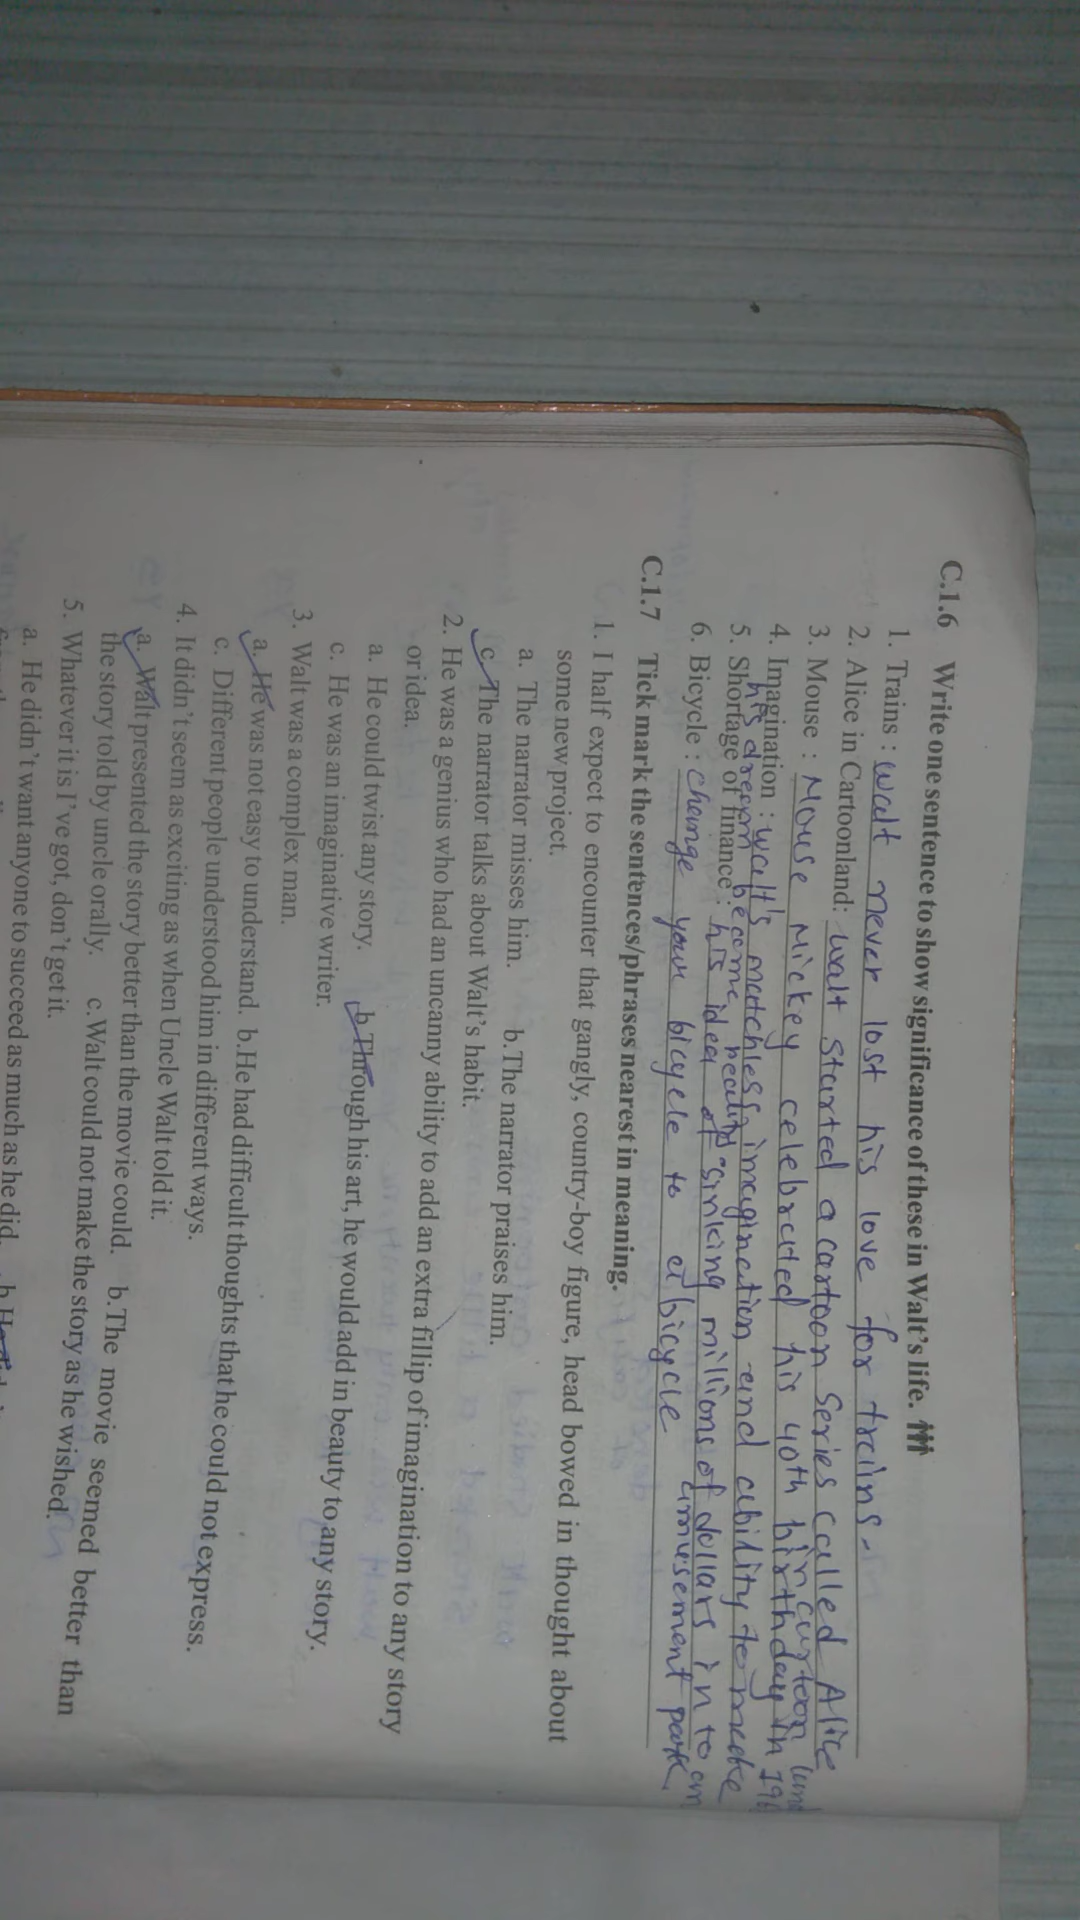 C.1.6 Write one sentence to show significance of these in Walt's life.
1. Trains : walt never lost his love for trains.
2. Alice in Cartoonland: walt started a cartoon series called Alice
in cartoon land
3. Mouse : Mouse Mickey celebrated his 40th birthday in 196
4. Imagination : walt's matchless imagination and ability to make
his dream become reality.
5. Shortage of finance : his idea of sinking millions of dollars in to an
amuesement park.
6. Bicycle : change your bicycle to a bicycle
C.1.7 Tick mark the sentences/phrases nearest in meaning.
1. I half expect to encounter that gangly, country-boy figure, head bowed in thought about
some new project.
a. The narrator misses him. b.The narrator praises him.
c. The narrator talks about Walt's habit.
2. He was a genius who had an uncanny ability to add an extra fillip of imagination to any story
or idea.
a. He could twist any story. b.Through his art, he would add in beauty to any story.
c. He was an imaginative writer.
3. Walt was a complex man.
a. He was not easy to understand. b.He had difficult thoughts that he could not express.
c. Different people understood him in different ways.
4. It didn't seem as exciting as when Uncle Walt told it.
a. Walt presented the story better than the movie could. b.The movie seemed better than
the story told by uncle orally. c.Walt could not make the story as he wished.
5. Whatever it is I've got, don't get it.
a. He didn't want anyone to succeed as much as he did.